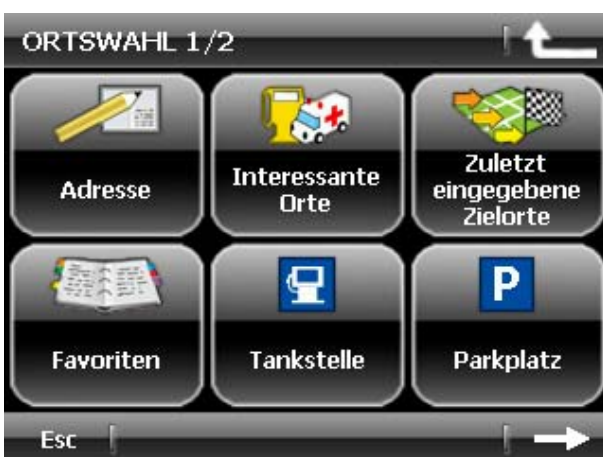 ORTSWAHL 1/2
Adresse
Interessante
Orte
Zuletzt
eingegebene
Zielorte
Favoriten
Tankstelle
P
Parkplatz
Esc